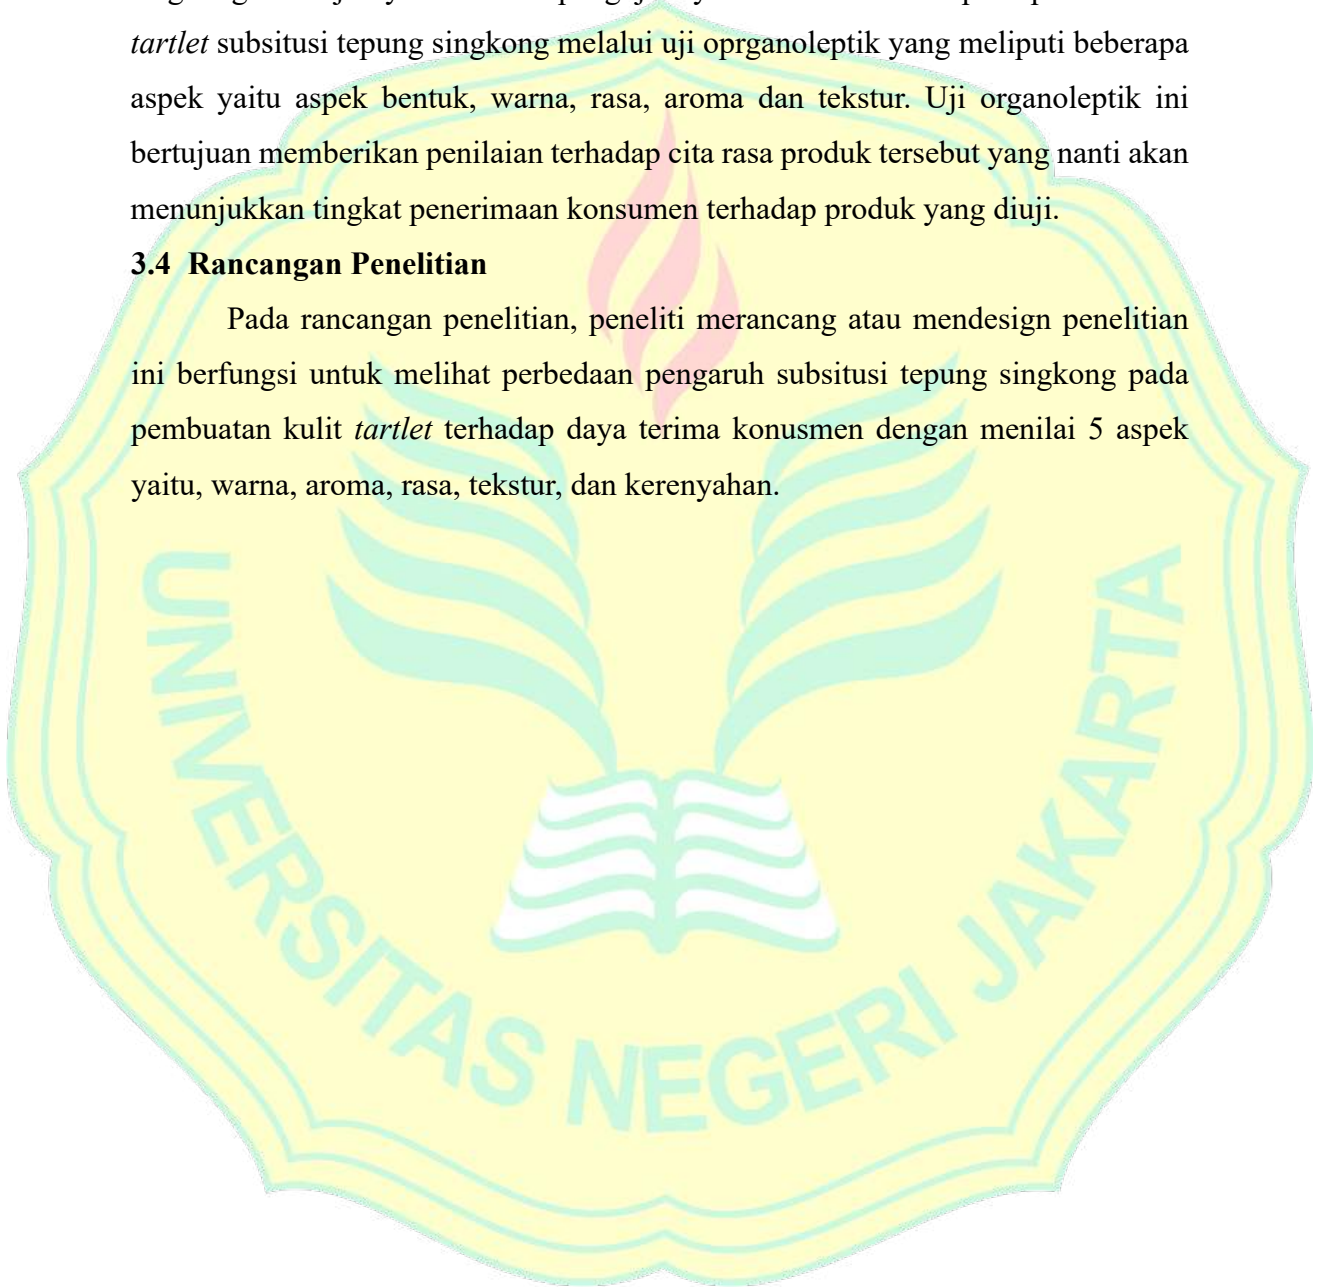 tartlet subsitusi tepung singkong melalui uji oprganoleptik yang meliputi beberapa
aspek yaitu aspek bentuk, warna, rasa, aroma dan tekstur. Uji organoleptik ini
bertujuan memberikan penilaian terhadap cita rasa produk tersebut yang nanti akan
menunjukkan tingkat penerimaan konsumen terhadap produk yang diuji.
3.4 Rancangan Penelitian
Pada rancangan penelitian, peneliti merancang atau mendesign penelitian
ini berfungsi untuk melihat perbedaan pengaruh subsitusi tepung singkong pada
pembuatan kulit tartlet terhadap daya terima konusmen dengan menilai 5 aspek
yaitu, warna, aroma, rasa, tekstur, dan kerenyahan.
UNIVERSITAS NEGERI JAKARTA